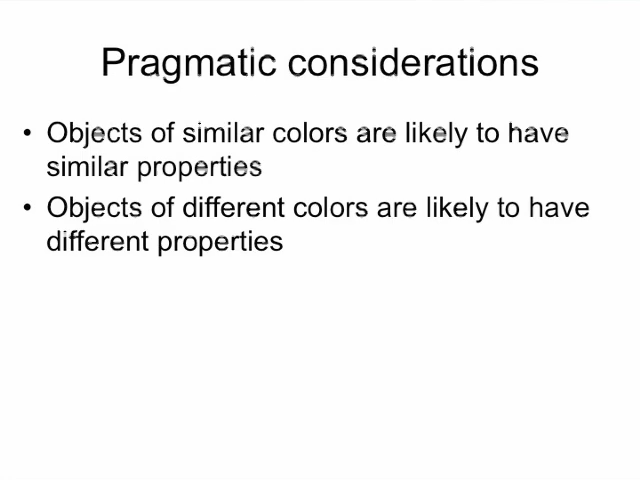 Pragmatic considerations
• Objects of similar colors are likely to have
similar properties
• Objects of different colors are likely to have
different properties